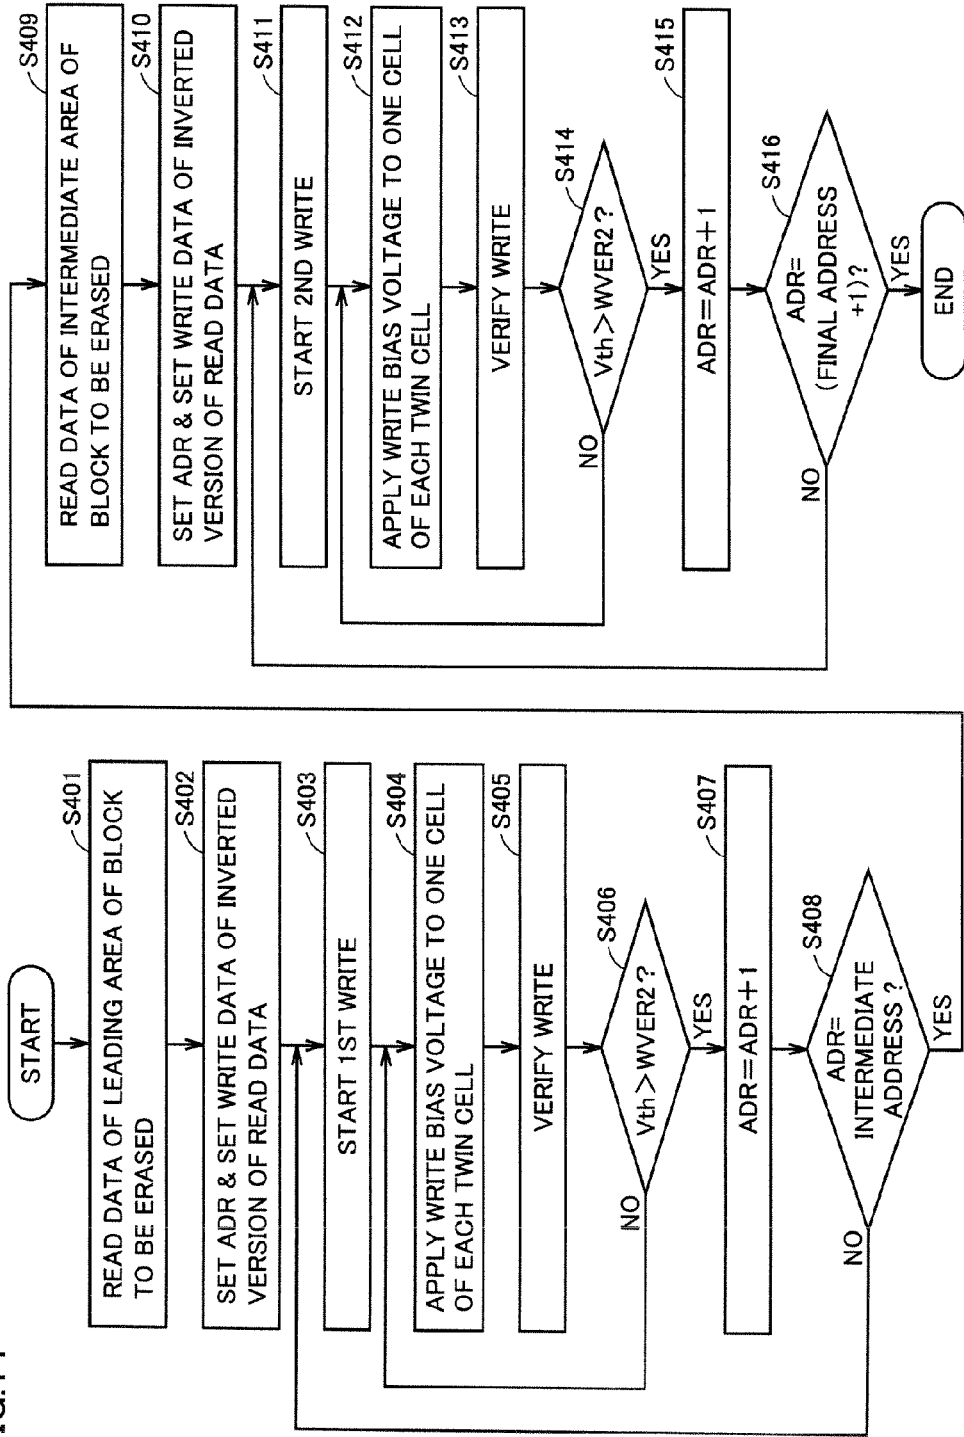 START
S401
READ DATA OF LEADING AREA OF BLOCK
TO BE ERASED
S402
SET ADR & SET WRITE DATA OF INVERTED
VERSION OF READ DATA
S403
START 1ST WRITE
S404
APPLY WRITE BIAS VOLTAGE TO ONE CELL
OF EACH TWIN CELL
S405
VERIFY WRITE
S406
Vth>WVER2?
NO
YES
S407
ADR=ADR+1
S408
ADR=
INTERMEDIATE
ADDRESS?
NO
YES
S409
READ DATA OF INTERMEDIATE AREA OF
BLOCK TO BE ERASED
S410
SET ADR & SET WRITE DATA OF INVERTED
VERSION OF READ DATA
S411
START 2ND WRITE
S412
APPLY WRITE BIAS VOLTAGE TO ONE CELL
OF EACH TWIN CELL
S413
VERIFY WRITE
S414
Vth>WVER2?
NO
YES
S415
ADR=ADR+1
S416
ADR=
(FINAL ADDRESS
+1)?
NO
YES
END